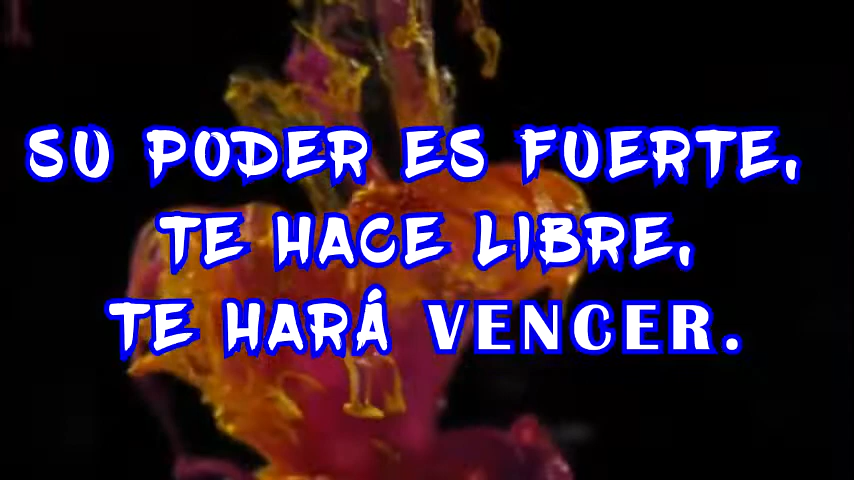 SU PODER ES FUERTE,
TE HACE LIBRE,
TE HARÁ VENCER.